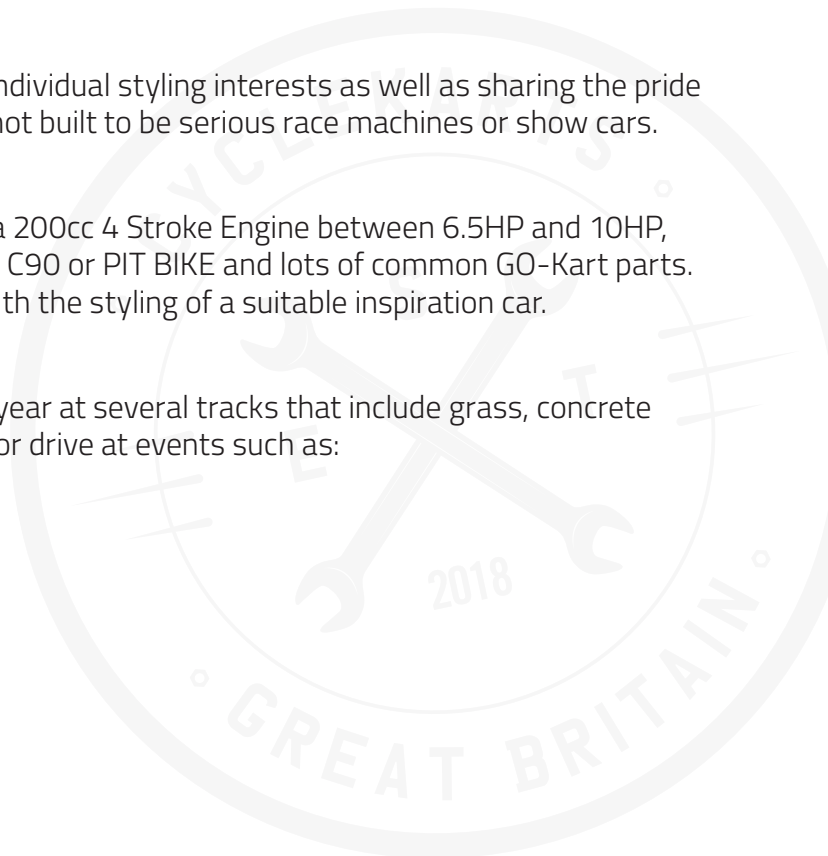 ndividual styling interests as well as sharing the pride
not built to be serious race machines or show cars.
a 200cc 4 Stroke Engine between 6.5HP and 10HP,
C90 or PIT BIKE and lots of common GO-Kart parts.
th the styling of a suitable inspiration car.
year at several tracks that include grass, concrete
or drive at events such as:
CYCLEKARTS
E S T
2018
GREAT BRITAIN